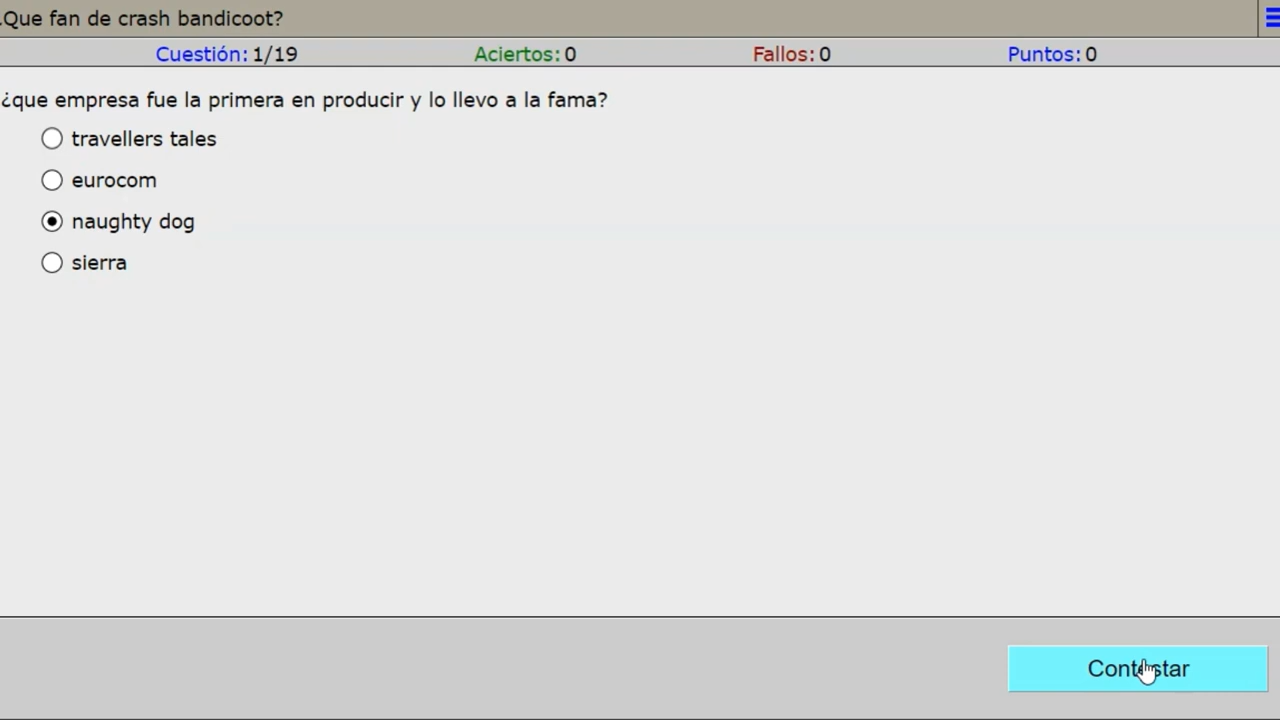 ¿Que fan de crash bandicoot?
Cuestión: 1/19 Aciertos: 0 Fallos: 0 Puntos: 0
¿que empresa fue la primera en producir y lo llevo a la fama?
travellers tales
eurocom
naughty dog
sierra
Contestar